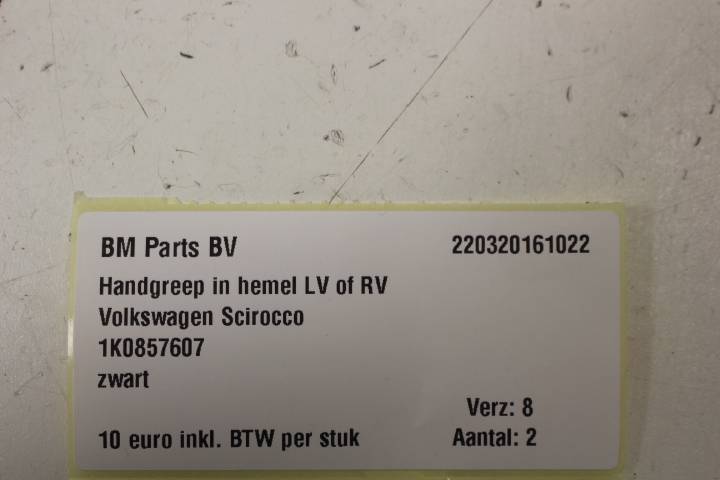 BM Parts BV 220320161022
Handgreep in hemel LV of RV
Volkswagen Scirocco
1K0857607
zwart
Verz: 8
10 euro inkl. BTW per stuk Aantal: 2